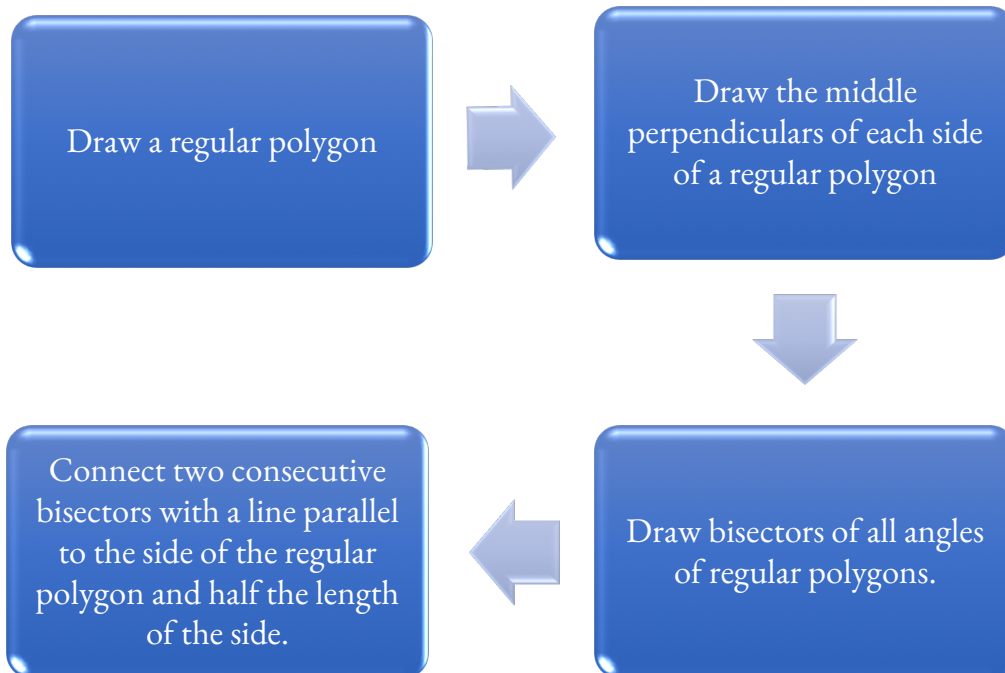 Draw a regular polygon
Draw the middle
perpendiculars of each side
of a regular polygon
Draw bisectors of all angles
of regular polygons.
Connect two consecutive
bisectors with a line parallel
to the side of the regular
polygon and half the length
of the side.